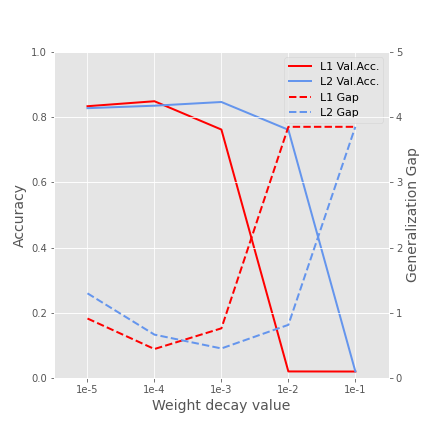 L1 Val.Acc.
L2 Val.Acc.
L1 Gap
L2 Gap
1.0
0.8
0.6
0.4
0.2
0.0
Accuracy
5
4
3
2
1
0
Generalization Gap
1e-5 1e-4 1e-3 1e-2 1e-1
Weight decay value